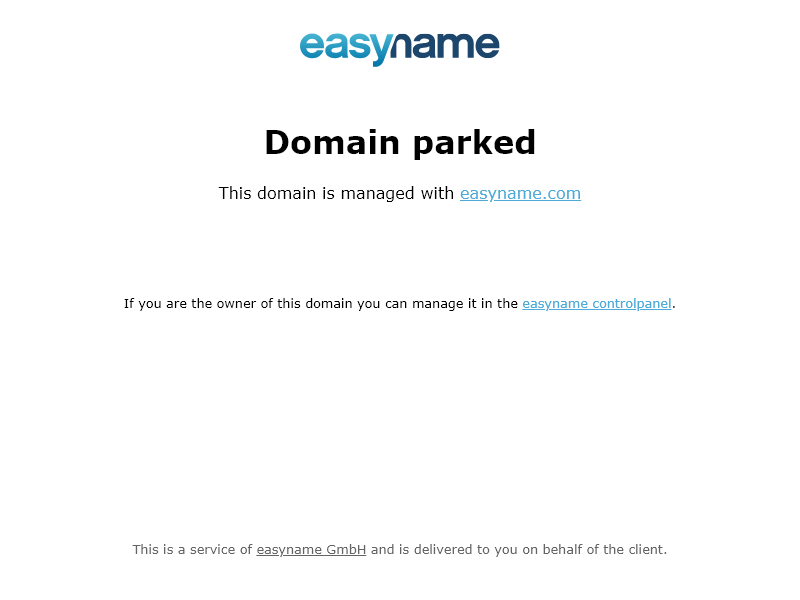 easyname
Domain parked
This domain is managed with easyname.com
If you are the owner of this domain you can manage it in the easyname controlpanel.
This is a service of easyname GmbH and is delivered to you on behalf of the client.